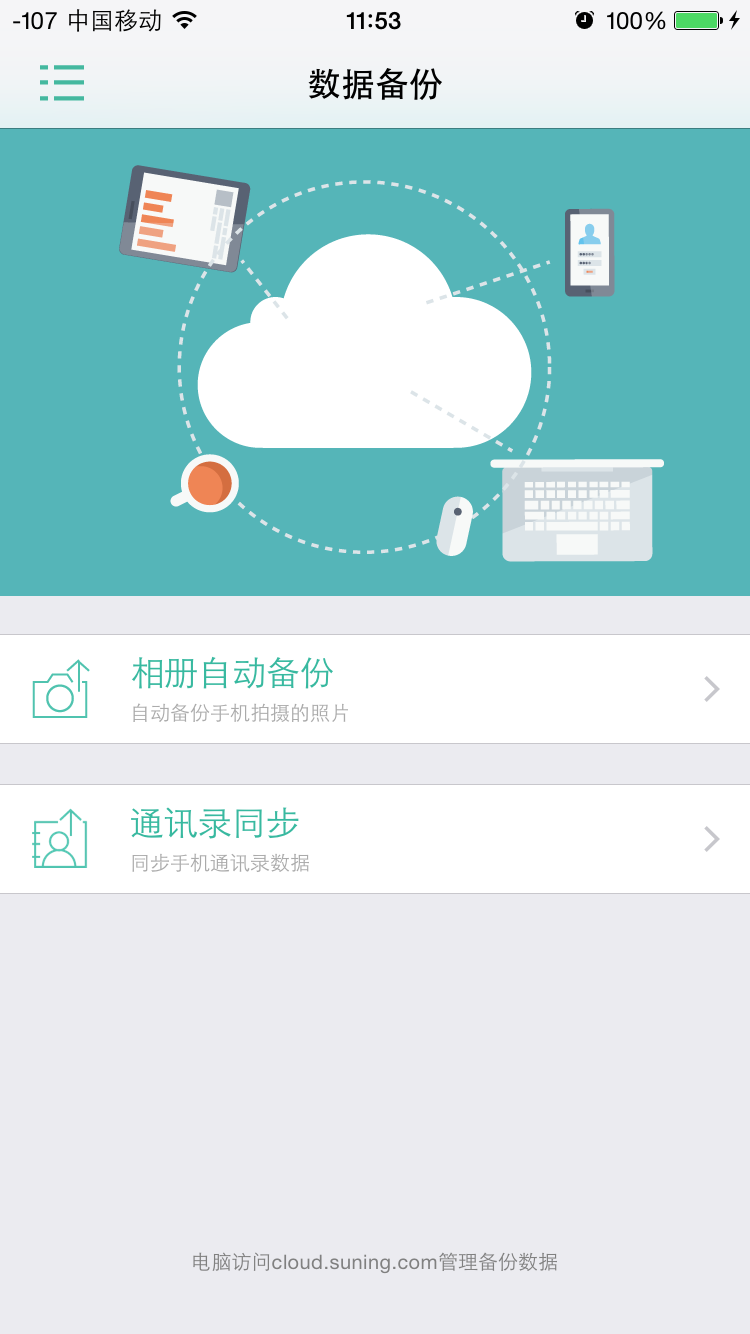 -107 中国移动 11:53 100%
数据备份
相册自动备份
自动备份手机拍摄的照片
通讯录同步
同步手机通讯录数据
电脑访问cloud.suning.com管理备份数据